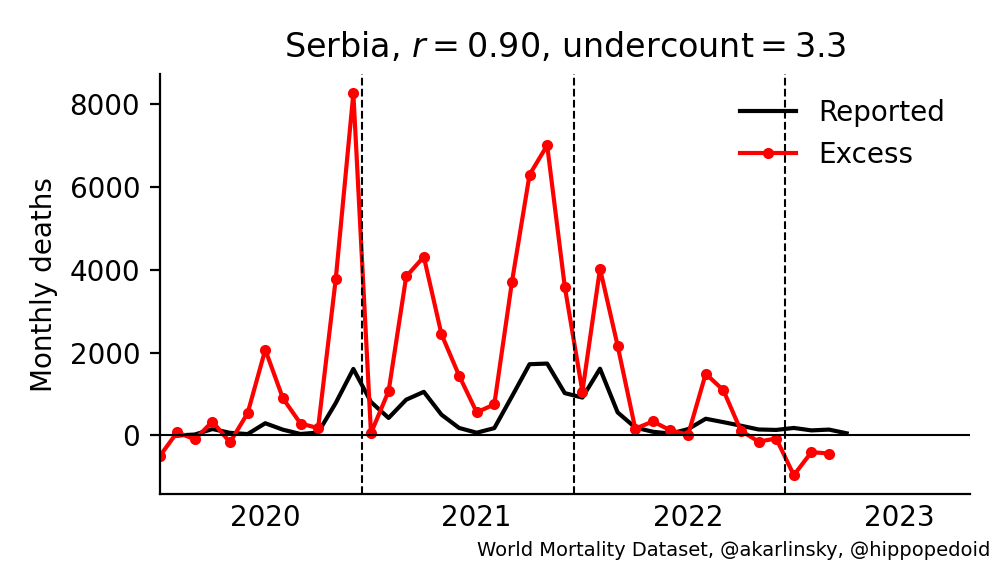 Serbia, r = 0.90, undercount = 3.3
8000
6000
4000
2000
0
Monthly deaths
Reported
Excess
2020 2021 2022 2023
World Mortality Dataset, @akarlinsky, @hippopedoid